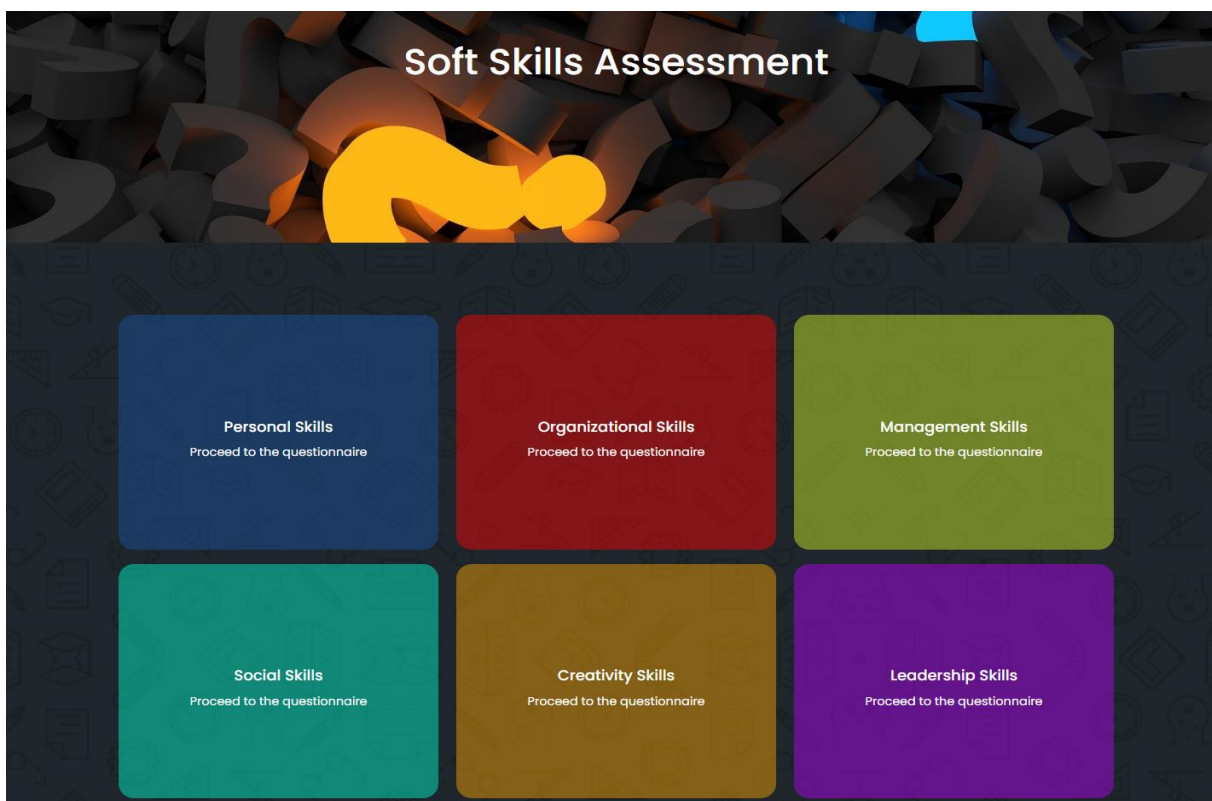 Soft Skills Assessment
Personal Skills
Proceed to the questionnaire
Organizational Skills
Proceed to the questionnaire
Management Skills
Proceed to the questionnaire
Social Skills
Proceed to the questionnaire
Creativity Skills
Proceed to the questionnaire
Leadership Skills
Proceed to the questionnaire